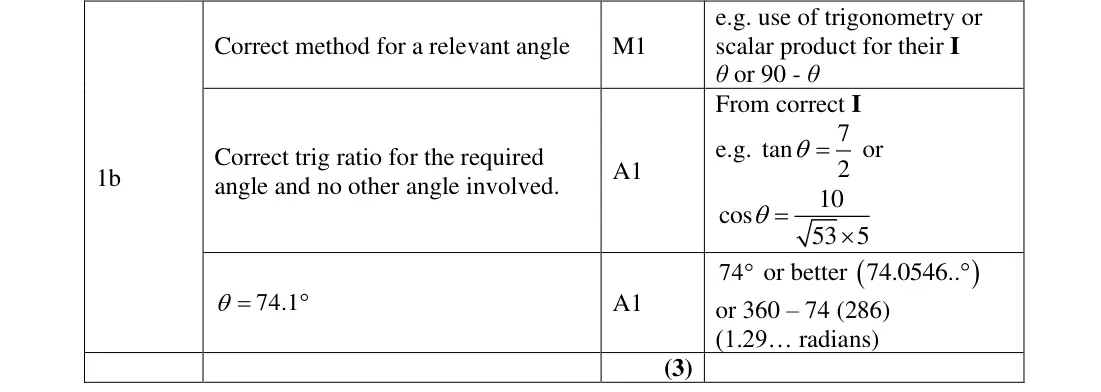 1b
Correct method for a relevant angle
M1
e.g. use of trigonometry or
scalar product for their I
θ or 90 - θ
Correct trig ratio for the required
angle and no other angle involved.
A1
From correct I
e.g. tan θ = 7/2 or
cos θ = 10/(√53 × 5)
θ = 74.1°
A1
74° or better (74.0546..°)
or 360 – 74 (286)
(1.29… radians)
(3)